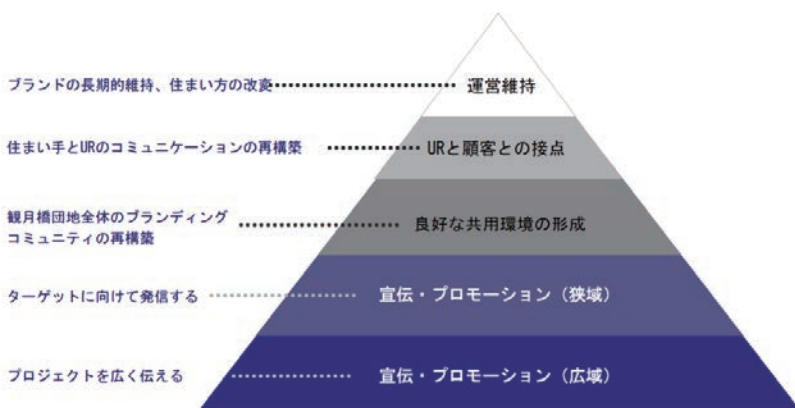 ブランドの長期的維持、住まい方の改変
運営維持
住まい手とURのコミュニケーションの再構築
URと顧客との接点
観月橋団地全体のブランディング
コミュニティの再構築
良好な共用環境の形成
ターゲットに向けて発信する
宣伝・プロモーション（狭域）
プロジェクトを広く伝える
宣伝・プロモーション（広域）